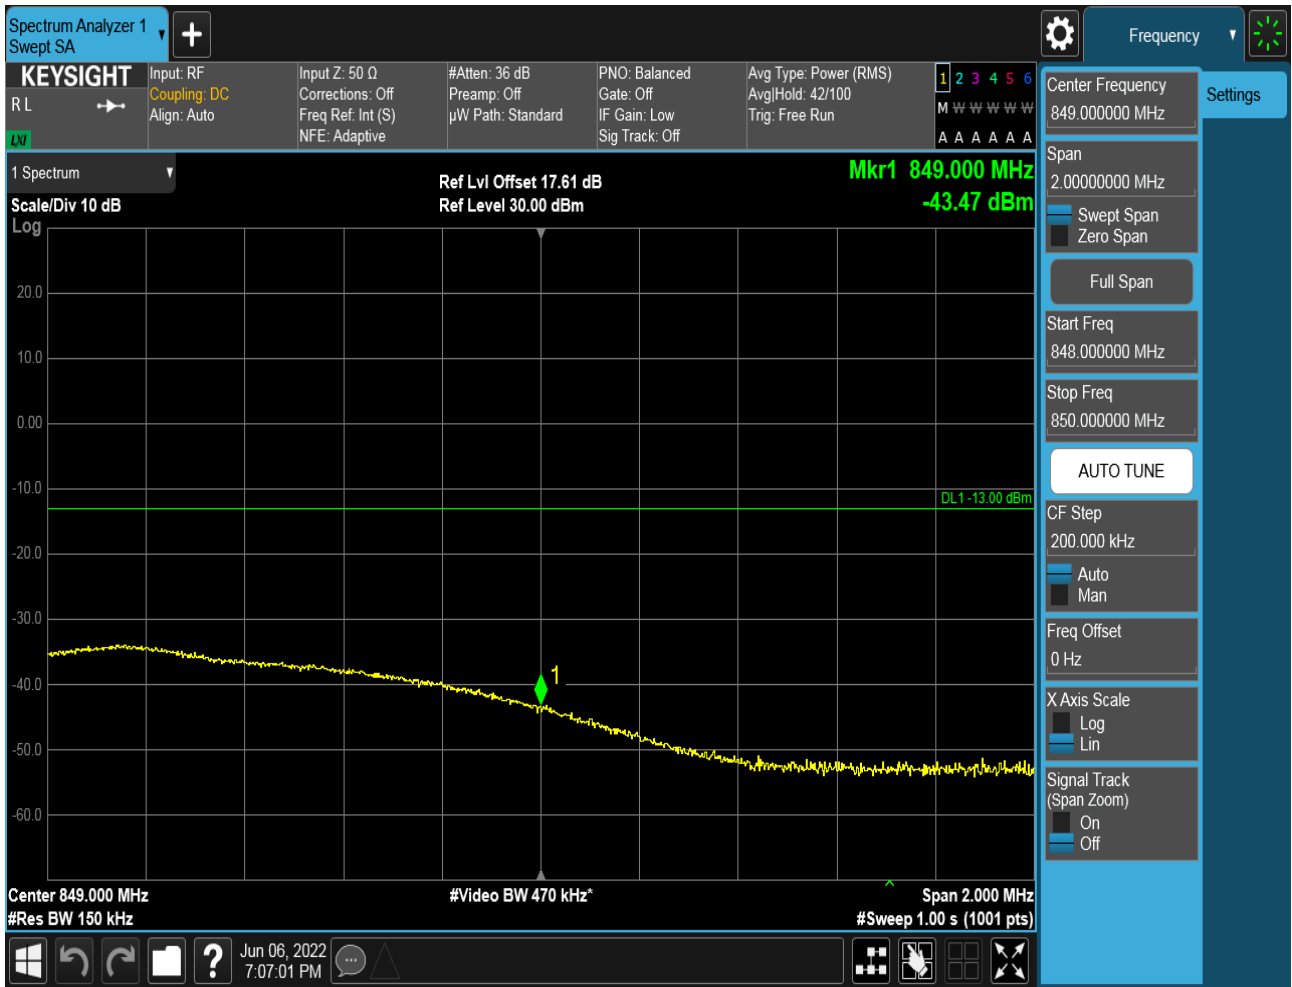 Spectrum Analyzer 1
Swept SA
Frequency
KEYSIGHT
R L
LXI
Input: RF
Coupling: DC
Align: Auto
Input Z: 50 Ω
Corrections: Off
Freq Ref: Int (S)
NFE: Adaptive
#Atten: 36 dB
Preamp: Off
µW Path: Standard
PNO: Balanced
Gate: Off
IF Gain: Low
Sig Track: Off
Avg Type: Power (RMS)
Avg|Hold: 42/100
Trig: Free Run
1 2 3 4 5 6
M W W W W W
A A A A A A
1 Spectrum
Scale/Div 10 dB
Log
Ref Lvl Offset 17.61 dB
Ref Level 30.00 dBm
Mkr1 849.000 MHz
-43.47 dBm
20.0
10.0
0.00
-10.0
-20.0
-30.0
-40.0
-50.0
-60.0
DL1 -13.00 dBm
1
Center 849.000 MHz
#Res BW 150 kHz
#Video BW 470 kHz*
Span 2.000 MHz
#Sweep 1.00 s (1001 pts)
Jun 06, 2022
7:07:01 PM
?
Center Frequency
849.000000 MHz
Settings
Span
2.00000000 MHz
Swept Span
Zero Span
Full Span
Start Freq
848.000000 MHz
Stop Freq
850.000000 MHz
AUTO TUNE
CF Step
200.000 kHz
Auto
Man
Freq Offset
0 Hz
X Axis Scale
Log
Lin
Signal Track
(Span Zoom)
On
Off